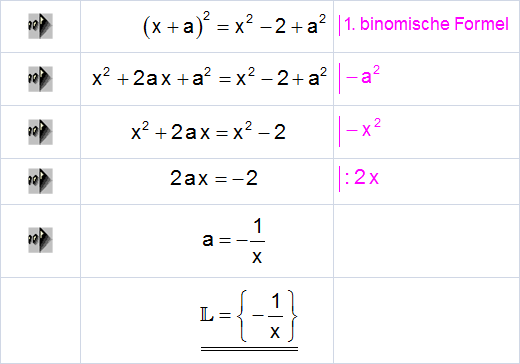 (x + a)² = x² − 2 + a² | 1. binomische Formel
x² + 2ax + a² = x² − 2 + a² | − a²
x² + 2ax = x² − 2 | − x²
2ax = −2 | : 2x
a = − 1/x
𝕃 = { − 1/x }